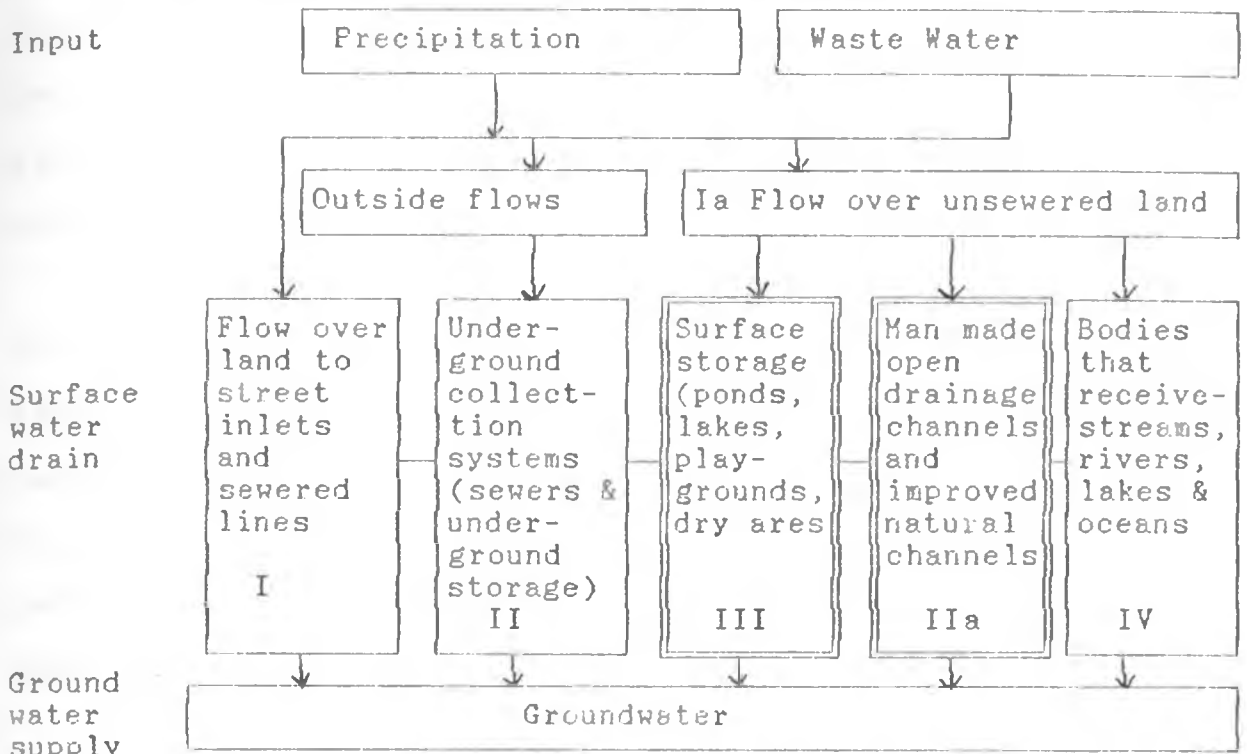 Input
Precipitation
Waste Water
Outside flows
Ia Flow over unsewered land
Surface
water
drain
Flow over
land to
street
inlets
and
sewered
lines
I
Under-
ground
collect-
tion
systems
(sewers &
under-
ground
storage)
II
Surface
storage
(ponds,
lakes,
play-
grounds,
dry ares
III
Man made
open
drainage
channels
and
improved
natural
channels
IIa
Bodies
that
receive-
streams,
rivers,
lakes &
oceans
IV
Ground
water
supply
Groundwater